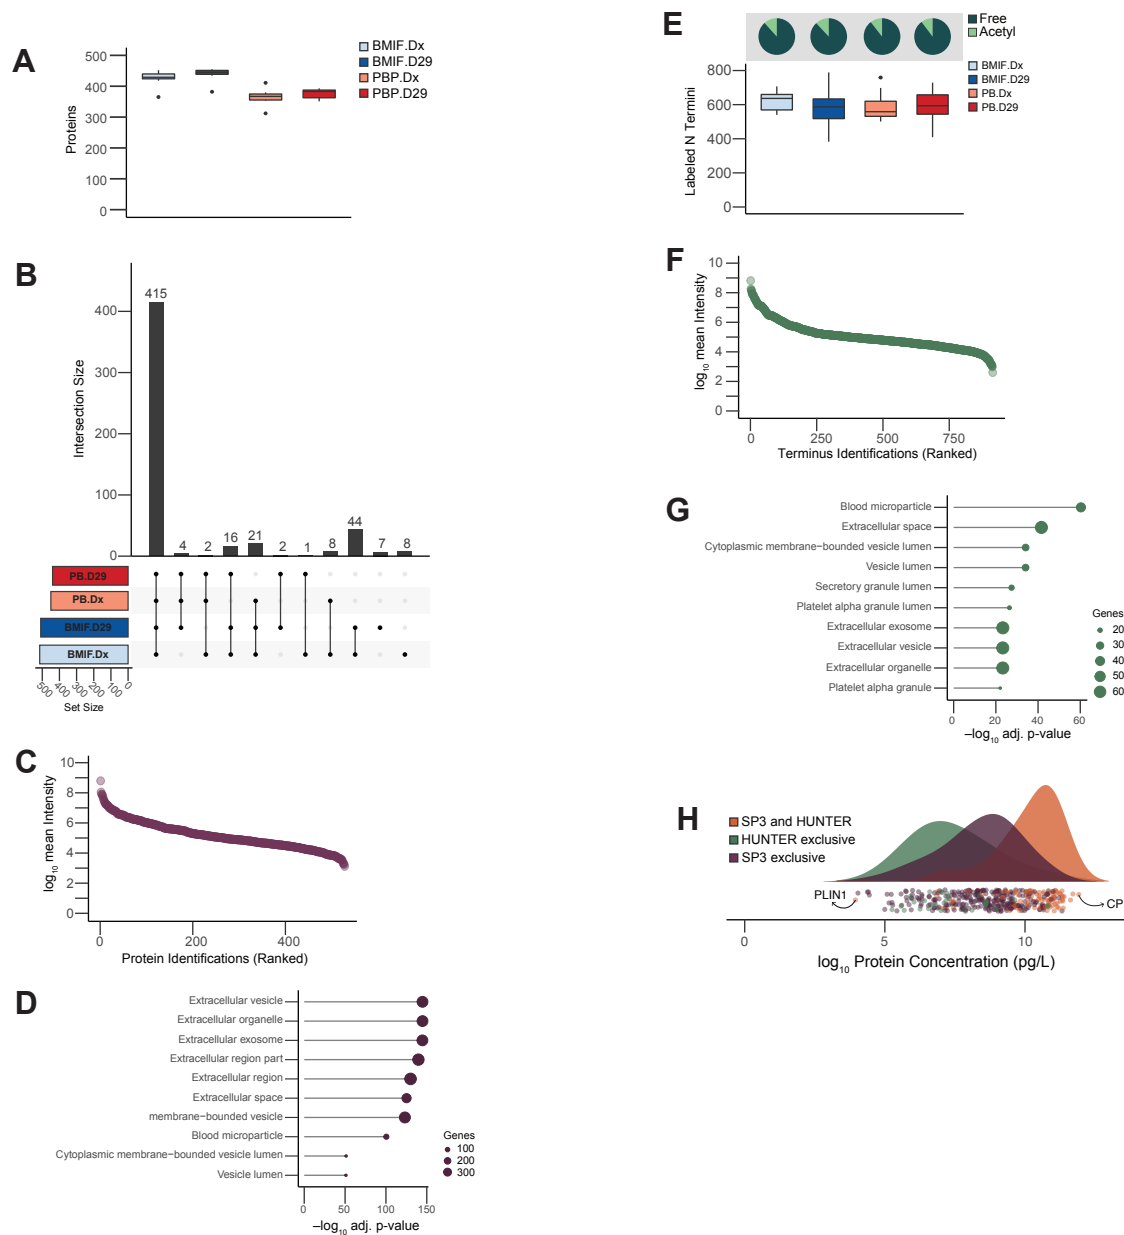 A
500
400
300
200
100
0
Proteins
BMIF.Dx
BMIF.D29
PBP.Dx
PBP.D29
B
415
4
2
16
21
2
1
8
44
7
8
400
300
200
100
0
Intersection Size
PB.D29
PB.Dx
BMIF.D29
BMIF.Dx
500
400
300
200
100
0
Set Size
C
10
8
6
4
2
0
log10 mean Intensity
0
200
400
Protein Identifications (Ranked)
D
Extracellular vesicle
Extracellular organelle
Extracellular exosome
Extracellular region part
Extracellular region
Extracellular space
membrane−bounded vesicle
Blood microparticle
Cytoplasmic membrane−bounded vesicle lumen
Vesicle lumen
0
50
100
150
−log10 adj. p-value
Genes
100
200
300
E
Free
Acetyl
800
600
400
200
0
Labeled N Termini
BMIF.Dx
BMIF.D29
PB.Dx
PB.D29
F
10
8
6
4
2
0
log10 mean Intensity
0
250
500
750
Terminus Identifications (Ranked)
G
Blood microparticle
Extracellular space
Cytoplasmic membrane−bounded vesicle lumen
Vesicle lumen
Secretory granule lumen
Platelet alpha granule lumen
Extracellular exosome
Extracellular vesicle
Extracellular organelle
Platelet alpha granule
0
20
40
60
−log10 adj. p-value
Genes
20
30
40
50
60
H
SP3 and HUNTER
HUNTER exclusive
SP3 exclusive
PLIN1
CP
0
5
10
log10 Protein Concentration (pg/L)